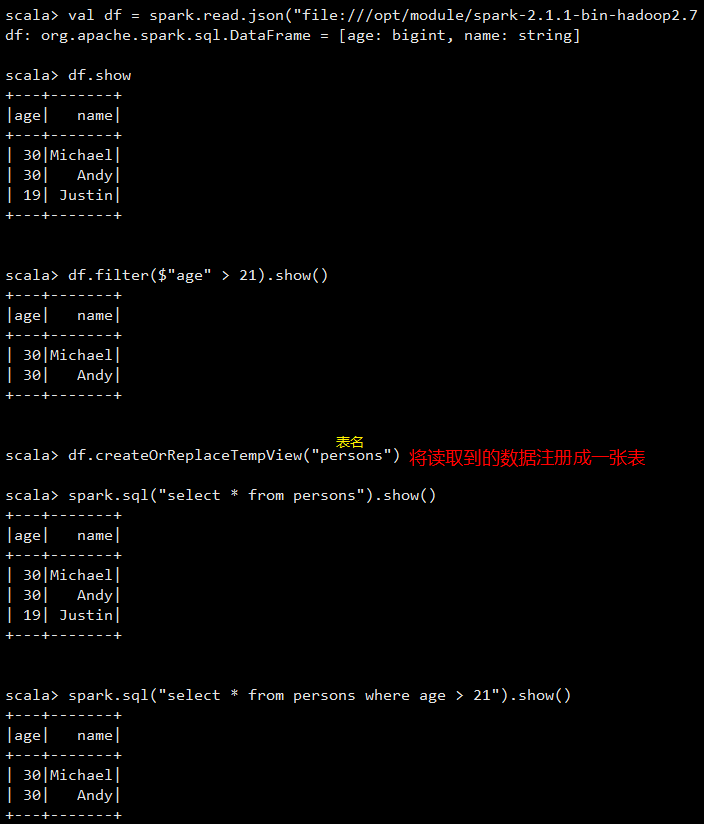 scala> val df = spark.read.json("file:///opt/module/spark-2.1.1-bin-hadoop2.7
df: org.apache.spark.sql.DataFrame = [age: bigint, name: string]
scala> df.show
+---+-------+
|age|   name|
+---+-------+
| 30|Michael|
| 30|   Andy|
| 19| Justin|
+---+-------+
scala> df.filter($"age" > 21).show()
+---+-------+
|age|   name|
+---+-------+
| 30|Michael|
| 30|   Andy|
+---+-------+
表名
scala> df.createOrReplaceTempView("persons") 将读取到的数据注册成一张表
scala> spark.sql("select * from persons").show()
+---+-------+
|age|   name|
+---+-------+
| 30|Michael|
| 30|   Andy|
| 19| Justin|
+---+-------+
scala> spark.sql("select * from persons where age > 21").show()
+---+-------+
|age|   name|
+---+-------+
| 30|Michael|
| 30|   Andy|
+---+-------+